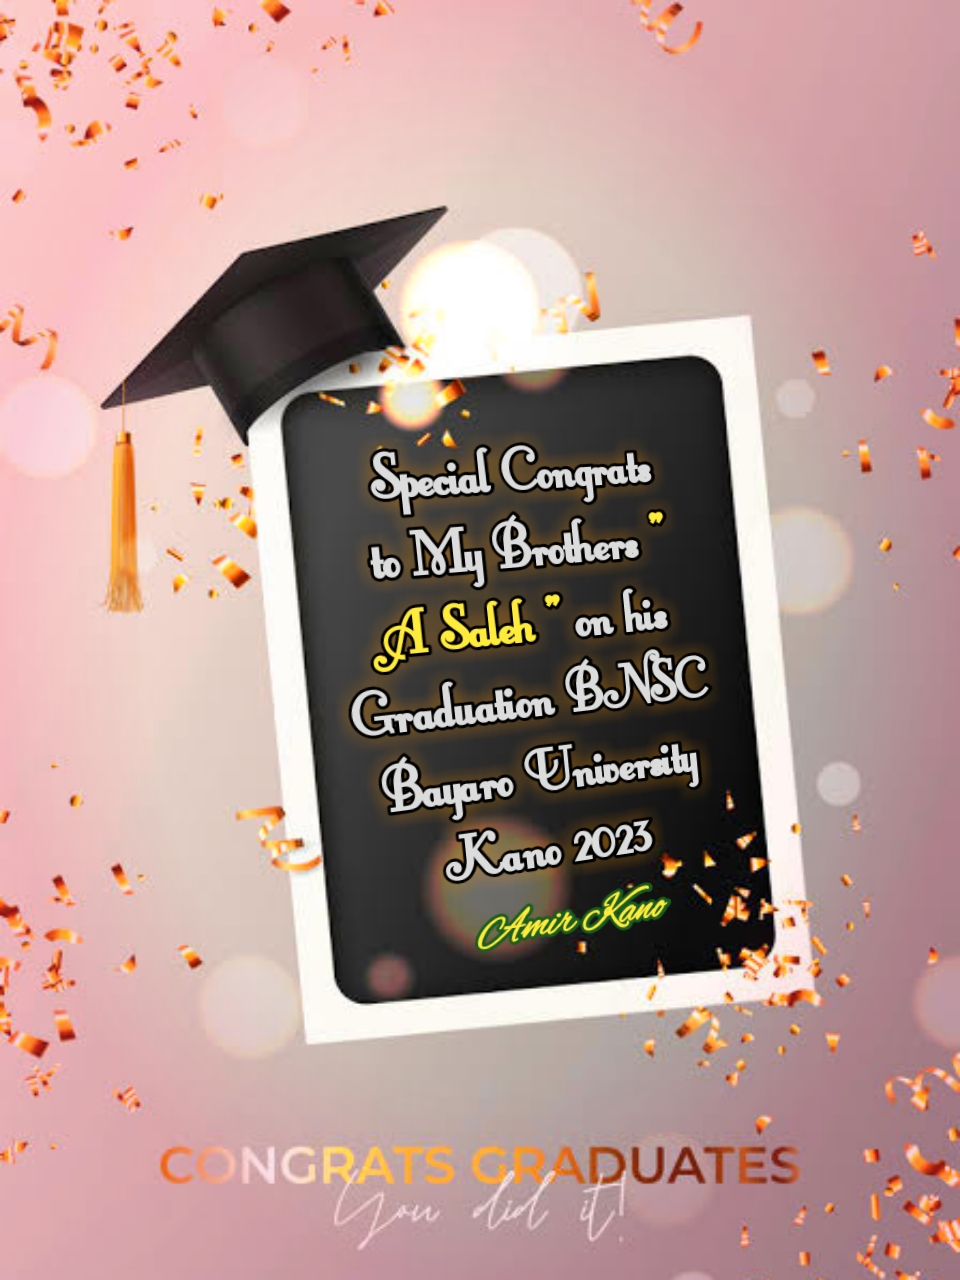 Special Congrats
to My Brothers "
A Saleh " on his
Graduation BNSC
Bayaro University
Kano 2023
Amir Kano
CONGRATS GRADUATES
You did it!